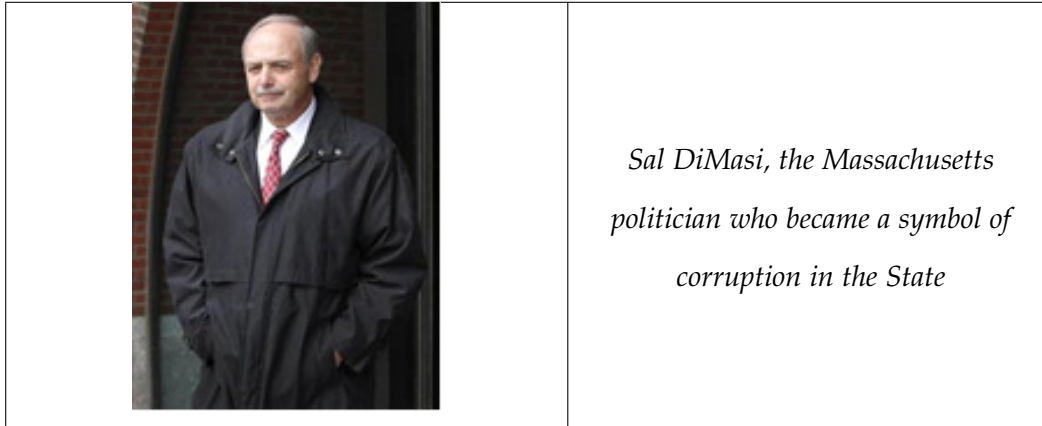 Sal DiMasi, the Massachusetts
politician who became a symbol of
corruption in the State